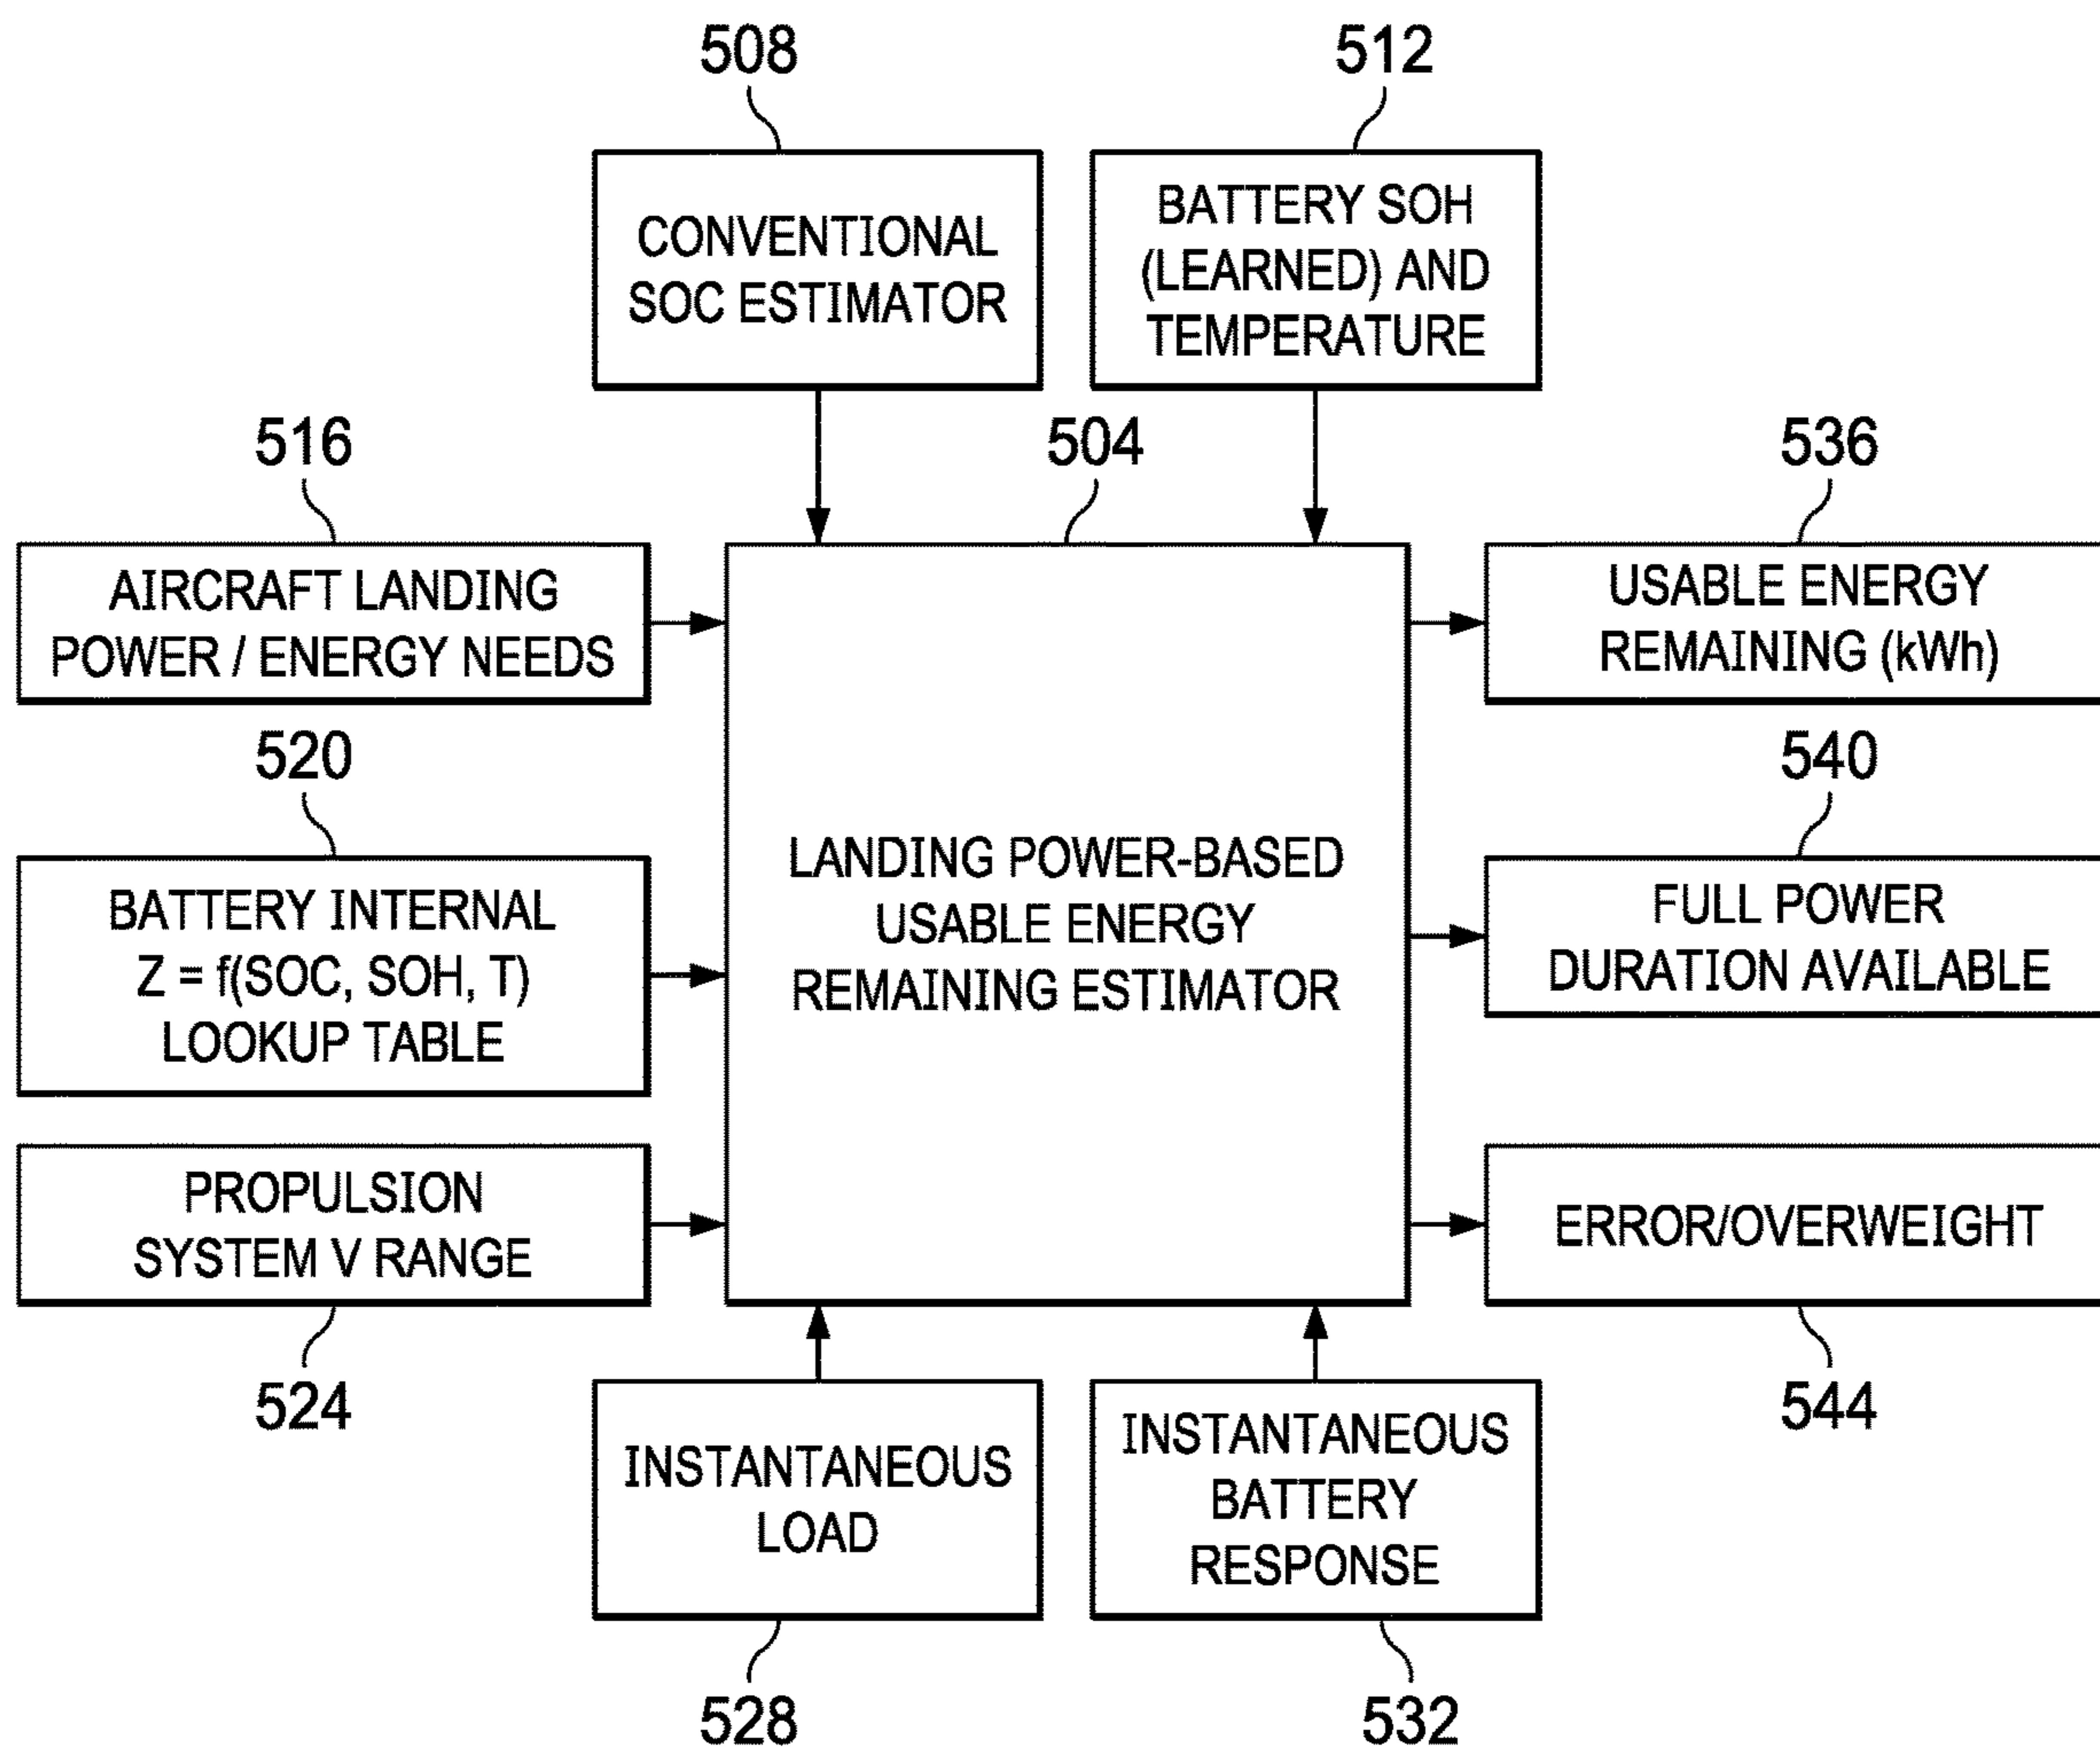 508
512
CONVENTIONAL
SOC ESTIMATOR
BATTERY SOH
(LEARNED) AND
TEMPERATURE
516
504
536
AIRCRAFT LANDING
POWER / ENERGY NEEDS
USABLE ENERGY
REMAINING (kWh)
520
540
BATTERY INTERNAL
Z = f(SOC, SOH, T)
LOOKUP TABLE
LANDING POWER-BASED
USABLE ENERGY
REMAINING ESTIMATOR
FULL POWER
DURATION AVAILABLE
PROPULSION
SYSTEM V RANGE
ERROR/OVERWEIGHT
524
544
INSTANTANEOUS
LOAD
INSTANTANEOUS
BATTERY
RESPONSE
528
532